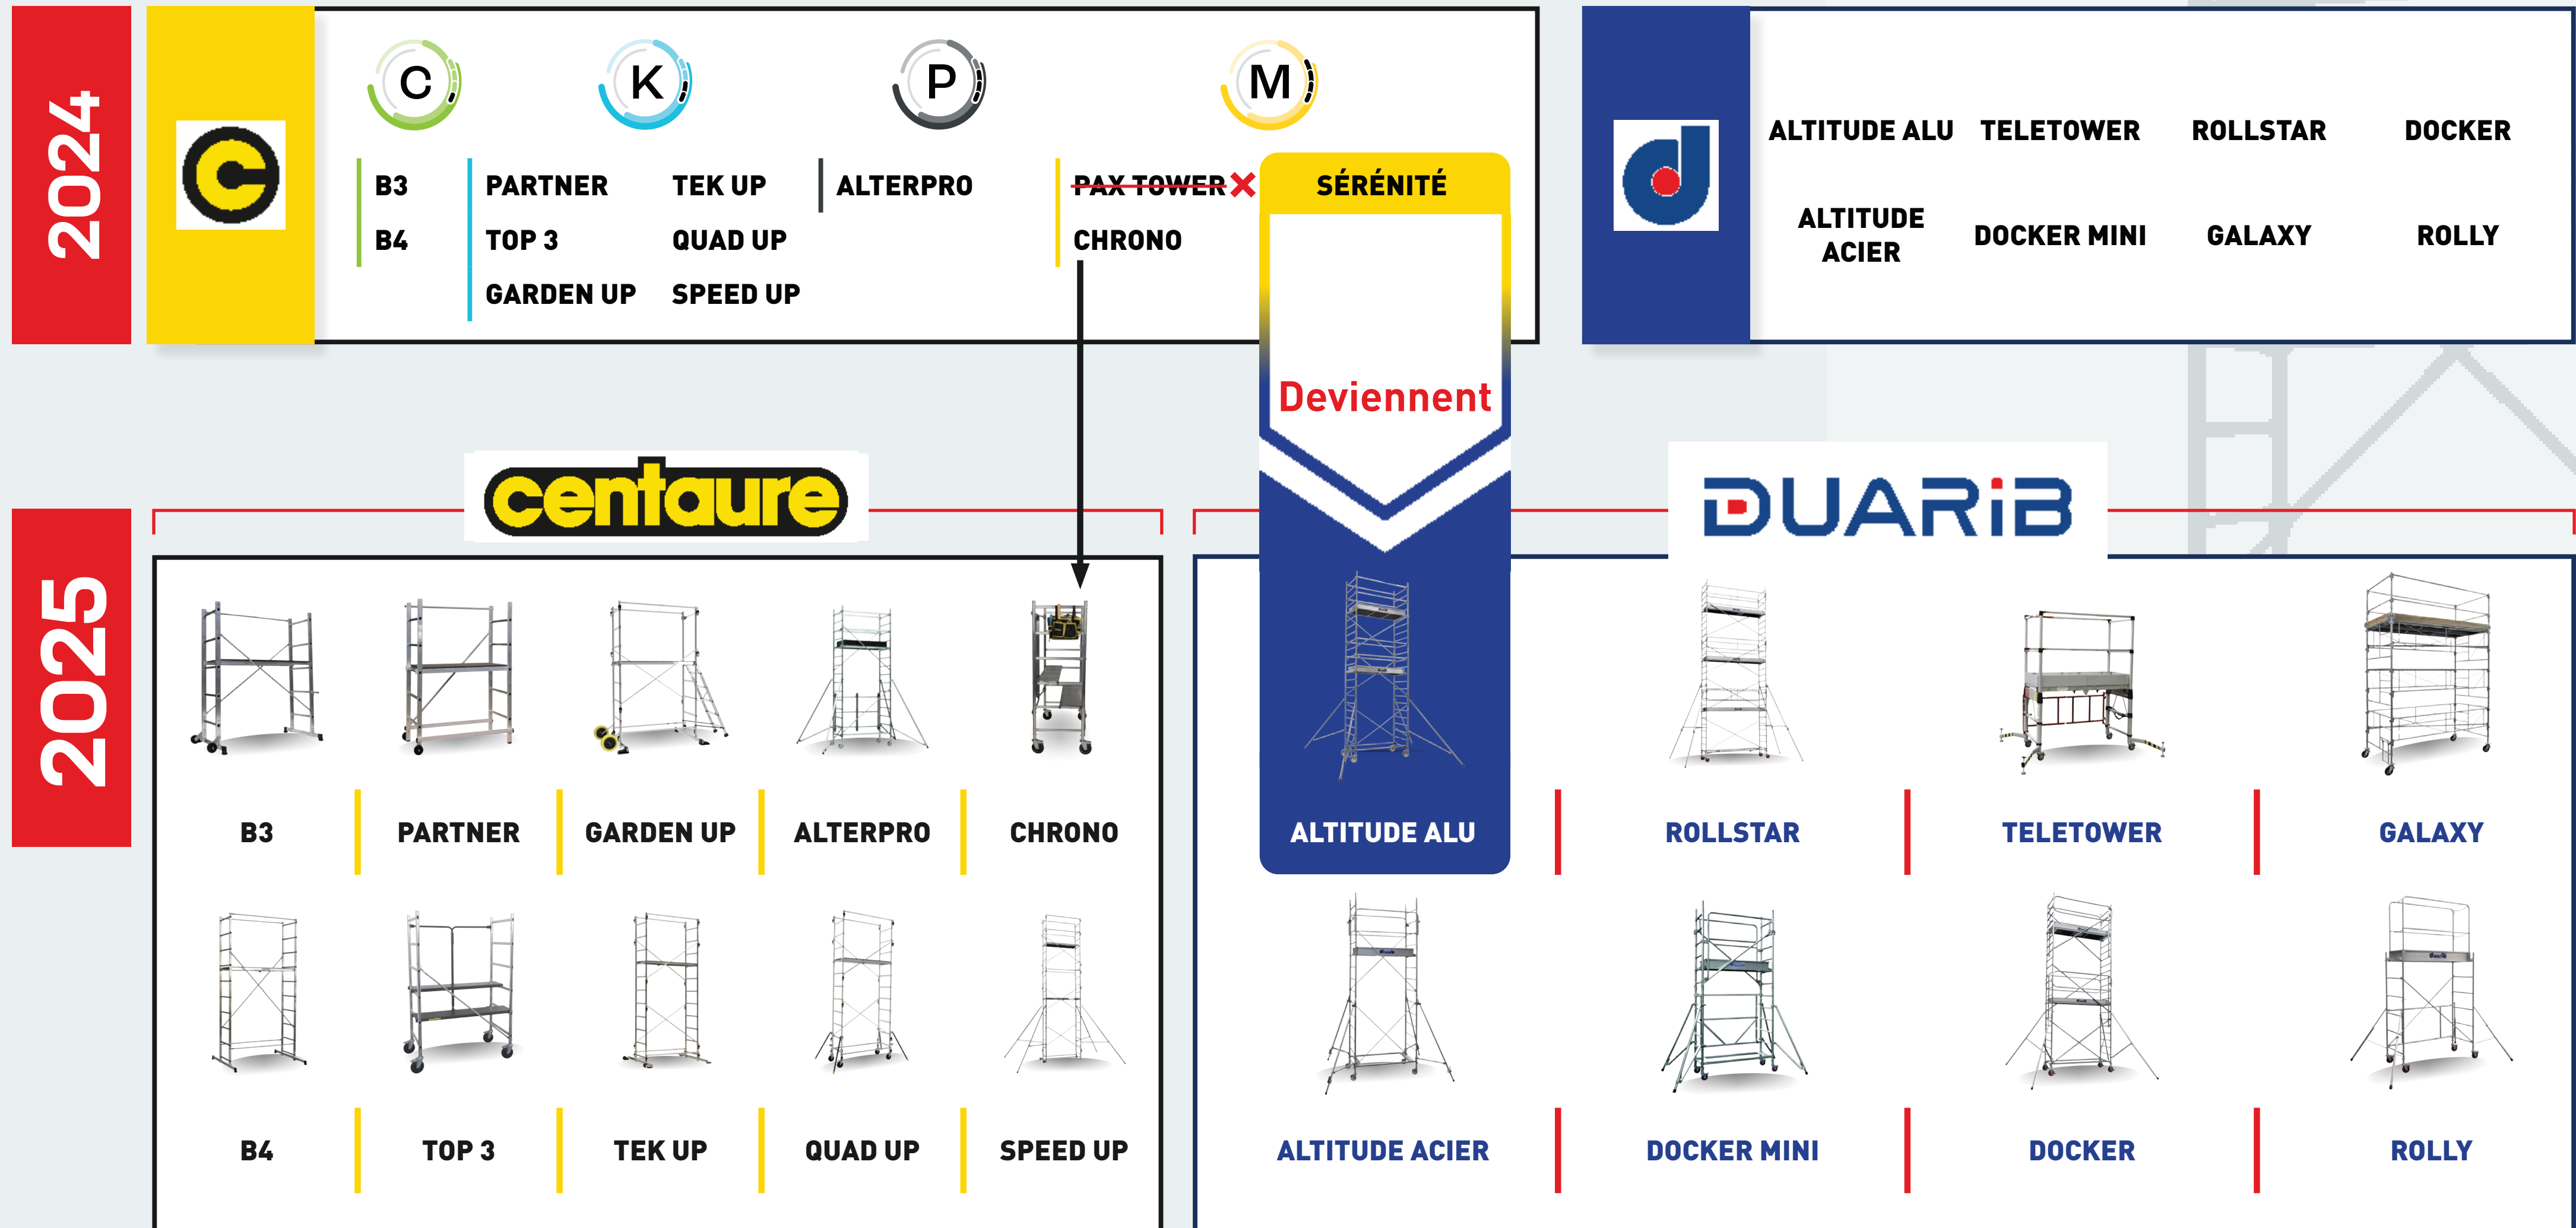 2024
C
C
K
P
M
B3
B4
PARTNER
TOP 3
GARDEN UP
TEK UP
QUAD UP
SPEED UP
ALTERPRO
PAX TOWER
CHRONO
SÉRÉNITÉ
Deviennent
d
ALTITUDE ALU
TELETOWER
ROLLSTAR
DOCKER
ALTITUDE
ACIER
DOCKER MINI
GALAXY
ROLLY
2025
centaure
B3
PARTNER
GARDEN UP
ALTERPRO
CHRONO
B4
TOP 3
TEK UP
QUAD UP
SPEED UP
DUARiB
ALTITUDE ALU
ROLLSTAR
TELETOWER
GALAXY
ALTITUDE ACIER
DOCKER MINI
DOCKER
ROLLY